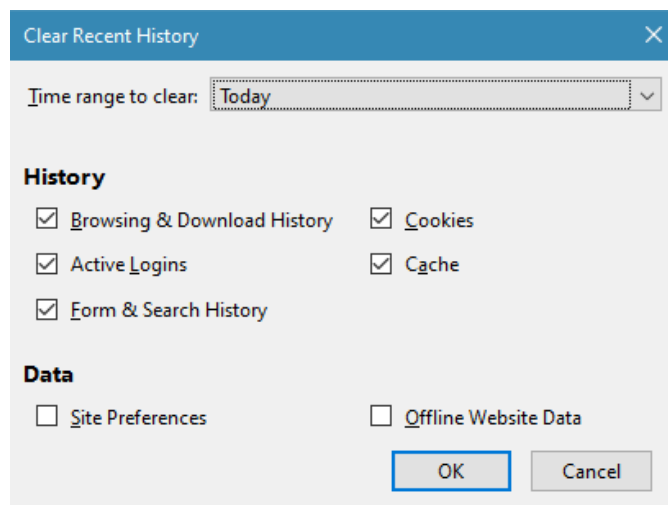 Clear Recent History
Time range to clear: Today
History
Browsing & Download History Cookies
Active Logins Cache
Form & Search History
Data
Site Preferences Offline Website Data
OK Cancel